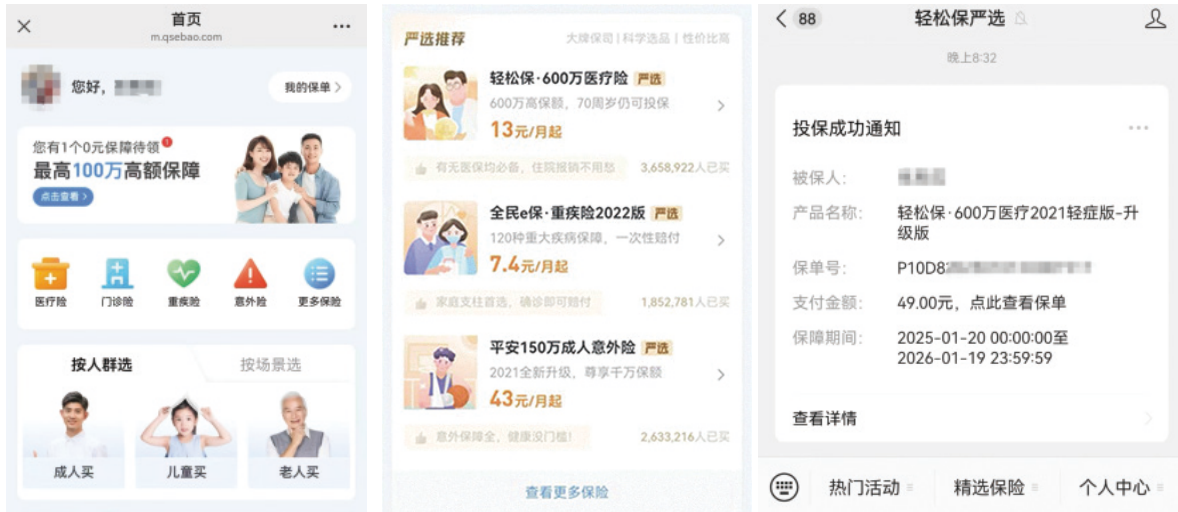 首页
m.qsebao.com
您好，
我的保单
您有1个0元保障待领
最高100万高额保障
点击查看
医疗险
门诊险
重疾险
意外险
更多保险
按人群选
按场景选
成人买
儿童买
老人买
严选推荐
大牌保司|科学选品|性价比高
轻松保·600万医疗险 严选
600万高保额，70周岁仍可投保
13元/月起
有无医保均必备，住院报销不用愁
3,658,922人已买
全民e保·重疾险2022版 严选
120种重大疾病保障，一次性赔付
7.4元/月起
家庭支柱首选，确诊即可赔付
1,852,781人已买
平安150万成人意外险 严选
2021全新升级，尊享千万保额
43元/月起
意外保障全，健康没门槛！
2,633,216人已买
查看更多保险
88
轻松保严选
晚上8:32
投保成功通知
被保人：
产品名称：
轻松保·600万医疗2021轻症版-升
级版
保单号：
P10D8
支付金额：
49.00元，点此查看保单
保障期间：
2025-01-20 00:00:00至
2026-01-19 23:59:59
查看详情
热门活动
精选保险
个人中心